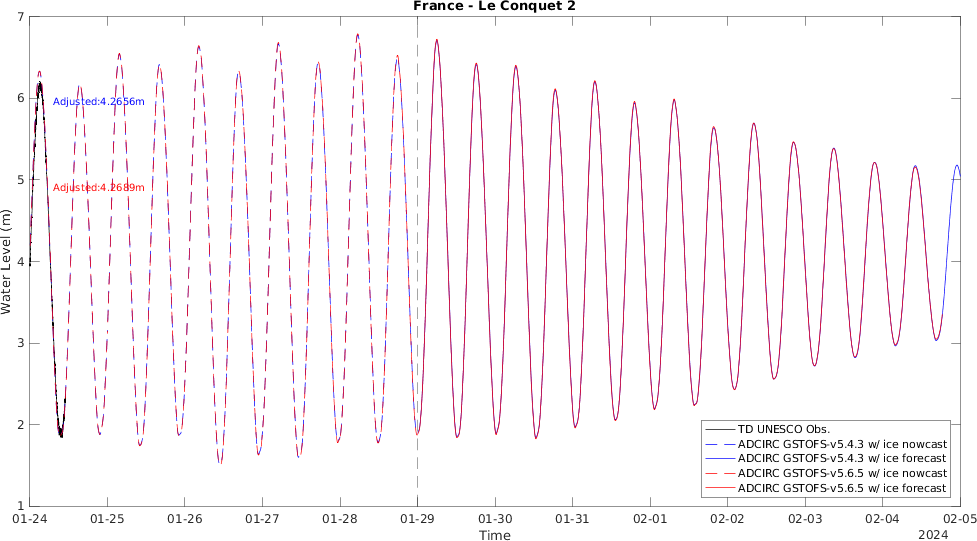 France - Le Conquet 2
7
6
5
4
3
2
1
Water Level (m)
Adjusted:4.2656m
Adjusted:4.2689m
TD UNESCO Obs.
ADCIRC GSTOFS-v5.4.3 w/ ice nowcast
ADCIRC GSTOFS-v5.4.3 w/ ice forecast
ADCIRC GSTOFS-v5.6.5 w/ ice nowcast
ADCIRC GSTOFS-v5.6.5 w/ ice forecast
01-24 01-25 01-26 01-27 01-28 01-29 01-30 01-31 02-01 02-02 02-03 02-04 02-05
Time
2024